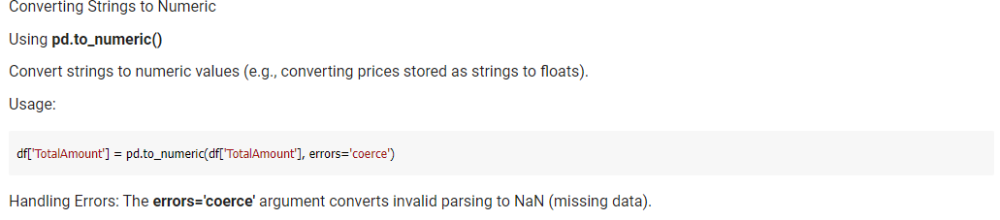 Converting Strings to Numeric
Using pd.to_numeric()
Convert strings to numeric values (e.g., converting prices stored as strings to floats).
Usage:
df['TotalAmount'] = pd.to_numeric(df['TotalAmount'], errors='coerce')
Handling Errors: The errors='coerce' argument converts invalid parsing to NaN (missing data).